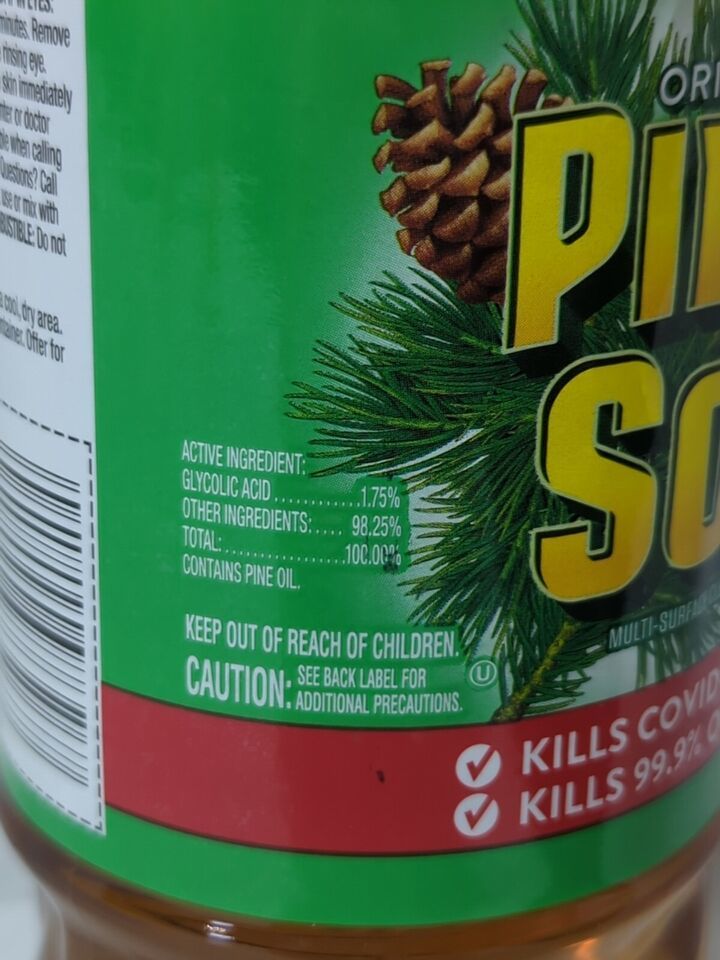 minutes. Remove
rinsing eye.
skin immediately
or doctor
when calling
Questions? Call
use or mix with
Do not
cool, dry area.
Offer for
ACTIVE INGREDIENT:
GLYCOLIC ACID ............1.75%
OTHER INGREDIENTS:..... 98.25%
TOTAL:....................100.00%
CONTAINS PINE OIL.
KEEP OUT OF REACH OF CHILDREN.
CAUTION: SEE BACK LABEL FOR
ADDITIONAL PRECAUTIONS.
U
ORI
PI
SO
MULTI-SURFAC
KILLS COVID
KILLS 99.9%